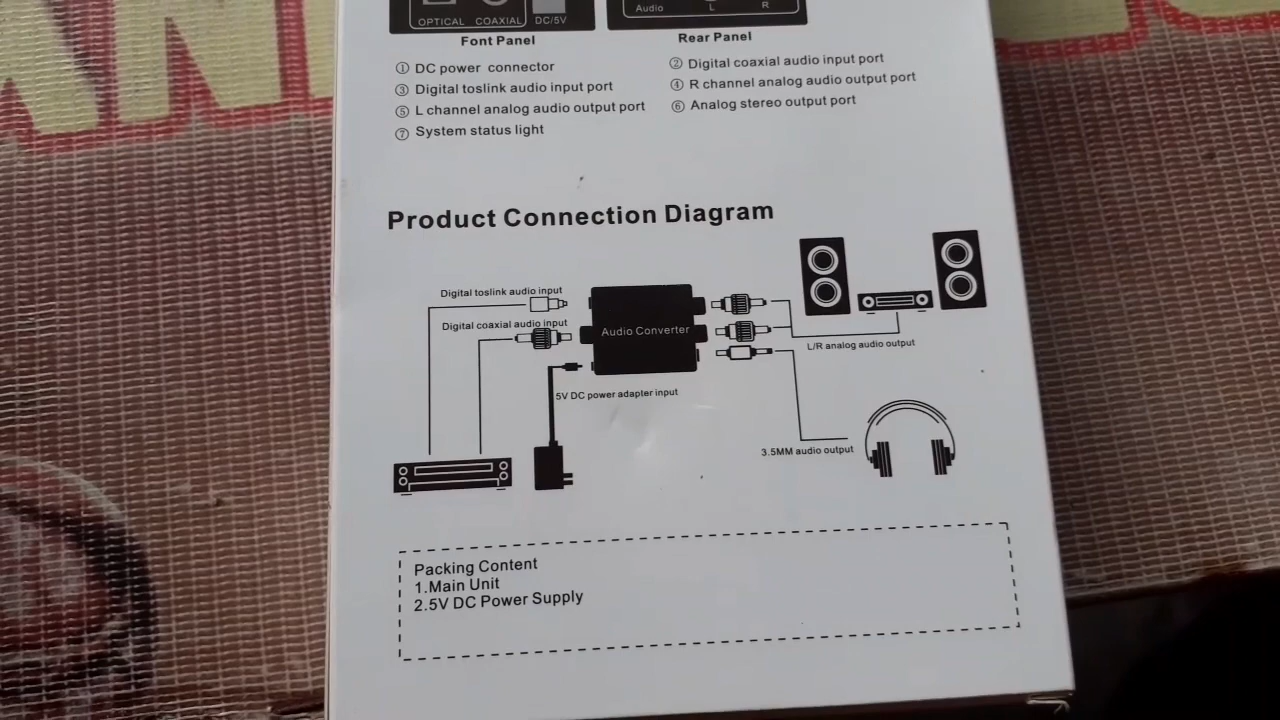 OPTICAL COAXIAL DC/5V
Audio L R
Font Panel
Rear Panel
① DC power connector
② Digital coaxial audio input port
③ Digital toslink audio input port
④ R channel analog audio output port
⑤ L channel analog audio output port
⑥ Analog stereo output port
⑦ System status light
Product Connection Diagram
Digital toslink audio input
Digital coaxial audio input
Audio Converter
L/R analog audio output
5V DC power adapter input
3.5MM audio output
Packing Content
1.Main Unit
2.5V DC Power Supply